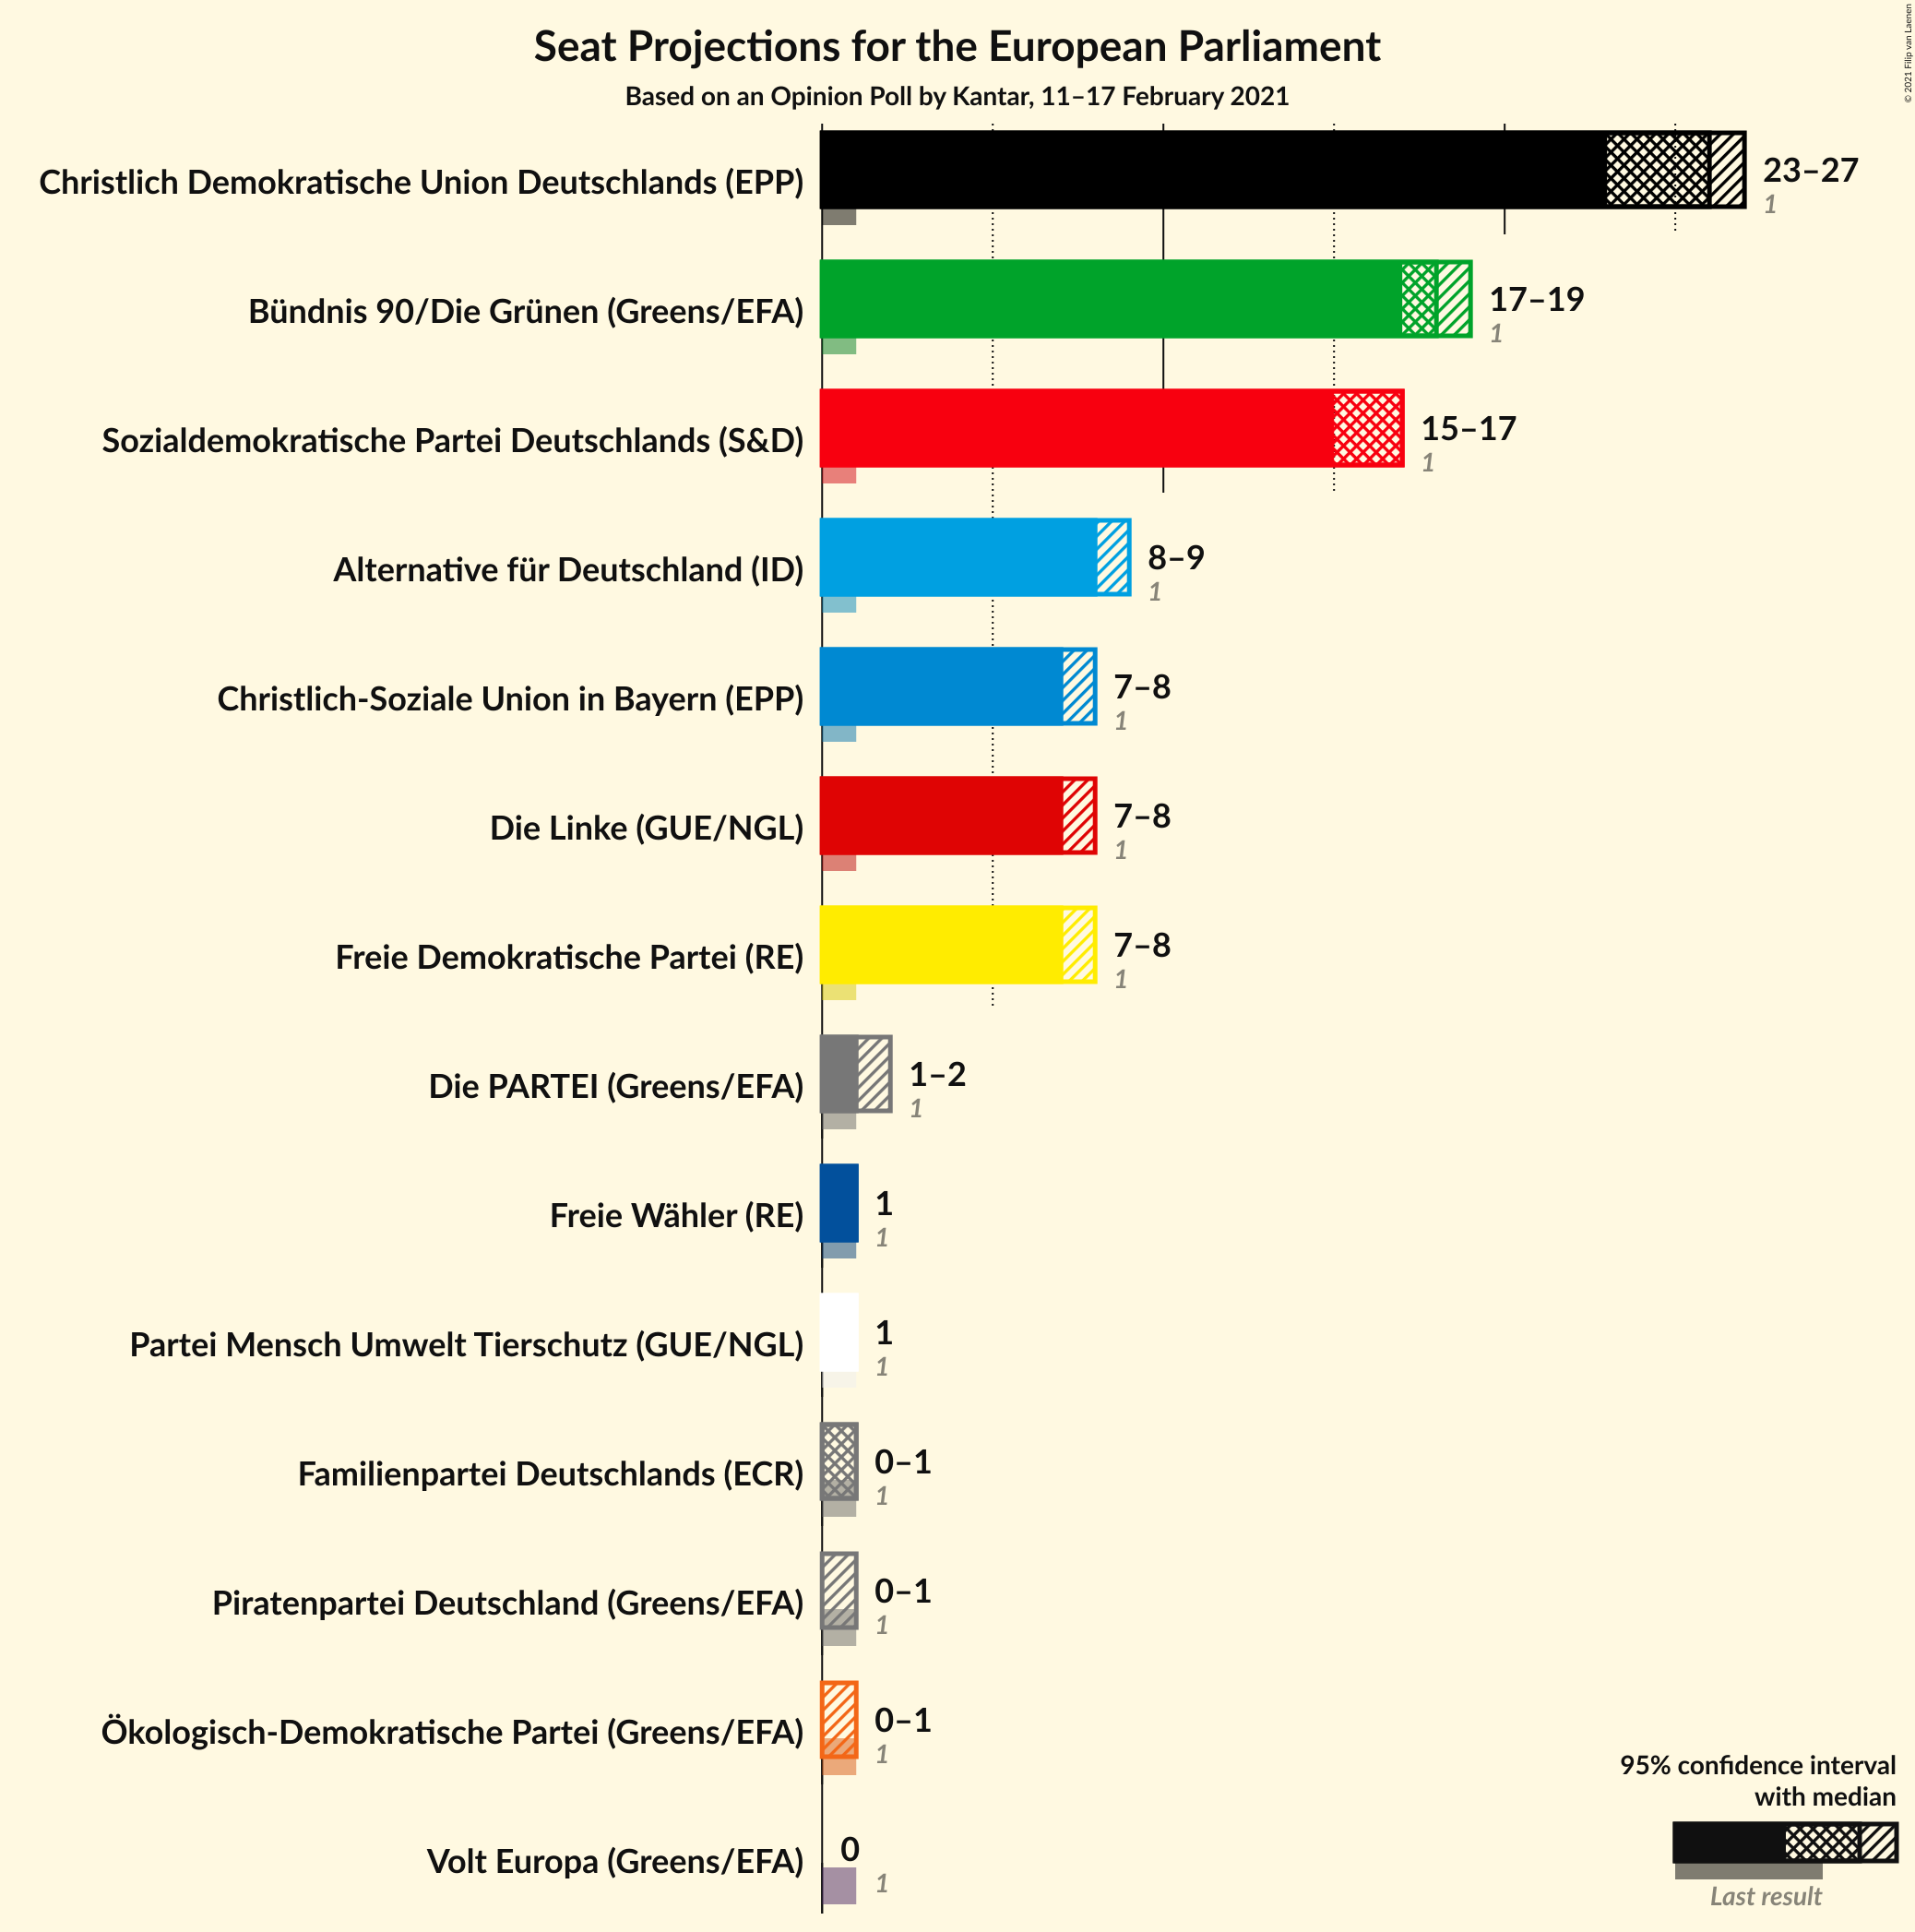 Seat Projections for the European Parliament
Based on an Opinion Poll by Kantar, 11–17 February 2021
© 2021 Filip van Laenen
Christlich Demokratische Union Deutschlands (EPP)
23–27
1
Bündnis 90/Die Grünen (Greens/EFA)
17–19
1
Sozialdemokratische Partei Deutschlands (S&D)
15–17
1
Alternative für Deutschland (ID)
8–9
1
Christlich-Soziale Union in Bayern (EPP)
7–8
1
Die Linke (GUE/NGL)
7–8
1
Freie Demokratische Partei (RE)
7–8
1
Die PARTEI (Greens/EFA)
1–2
1
Freie Wähler (RE)
1
1
Partei Mensch Umwelt Tierschutz (GUE/NGL)
1
1
Familienpartei Deutschlands (ECR)
0–1
1
Piratenpartei Deutschland (Greens/EFA)
0–1
1
Ökologisch-Demokratische Partei (Greens/EFA)
0–1
1
Volt Europa (Greens/EFA)
0
1
95% confidence interval
with median
Last result